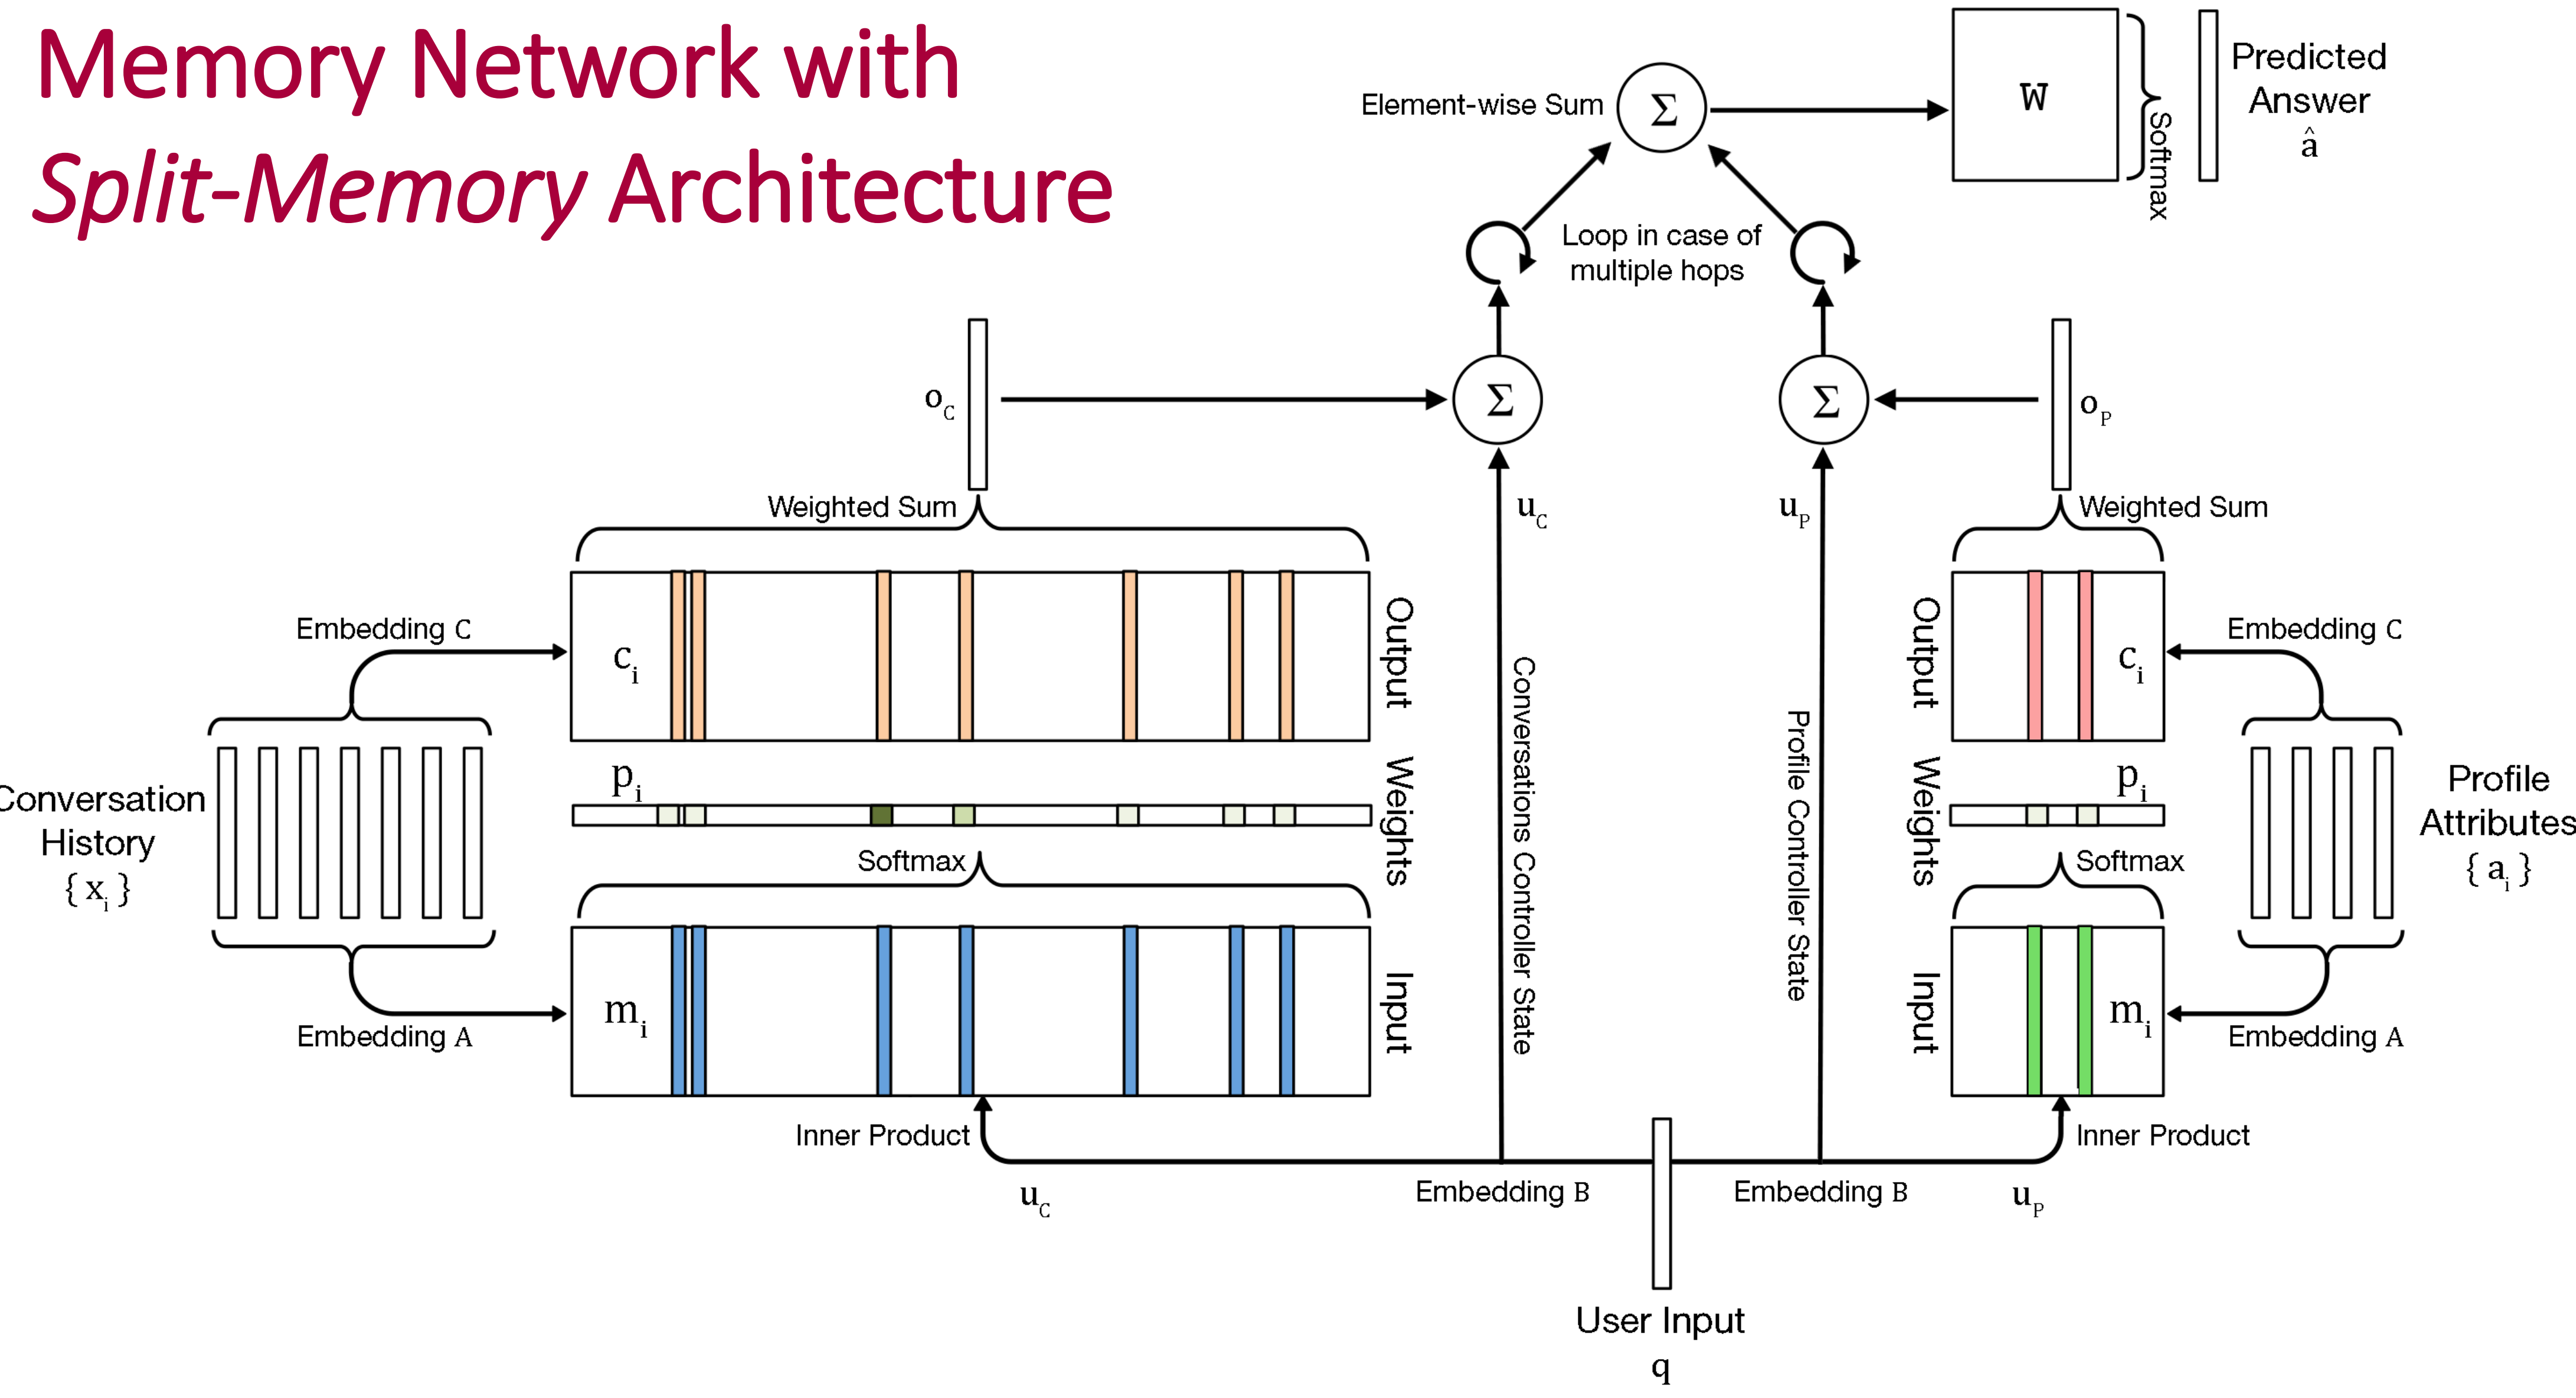 Memory Network with
Split-Memory Architecture
Element-wise Sum
Σ
W
Softmax
Predicted
Answer
â
Loop in case of
multiple hops
o_C
Σ
Σ
o_P
Weighted Sum
u_C
u_P
Weighted Sum
Embedding C
c_i
Output
Conversations Controller State
Profile Controller State
Output
c_i
Embedding C
Conversation
History
{ x_i }
p_i
Weights
Weights
p_i
Profile
Attributes
{ a_i }
Softmax
Softmax
Embedding A
m_i
Input
Input
m_i
Embedding A
Inner Product
Inner Product
u_C
Embedding B
Embedding B
u_P
User Input
q